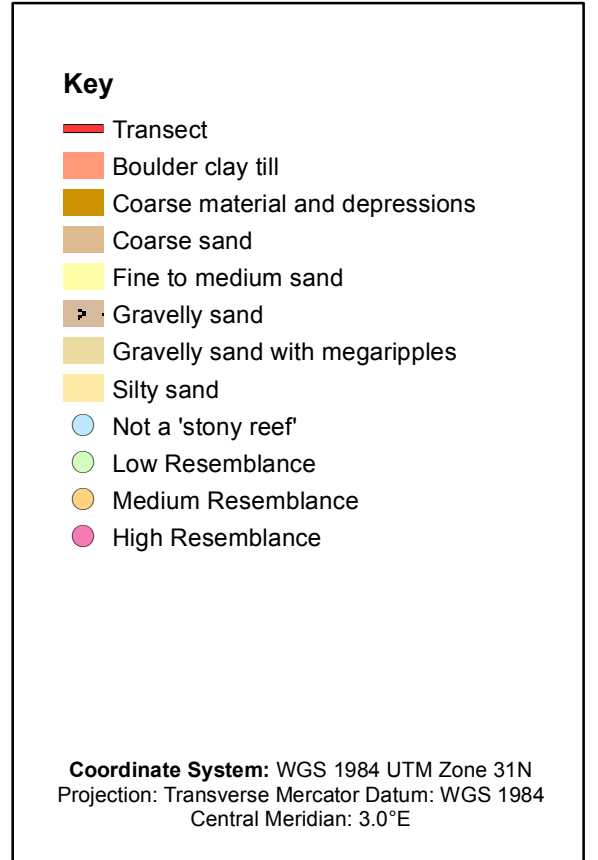 Key
Transect
Boulder clay till
Coarse material and depressions
Coarse sand
Fine to medium sand
Gravelly sand
Gravelly sand with megaripples
Silty sand
Not a 'stony reef'
Low Resemblance
Medium Resemblance
High Resemblance
Coordinate System: WGS 1984 UTM Zone 31N
Projection: Transverse Mercator Datum: WGS 1984
Central Meridian: 3.0°E